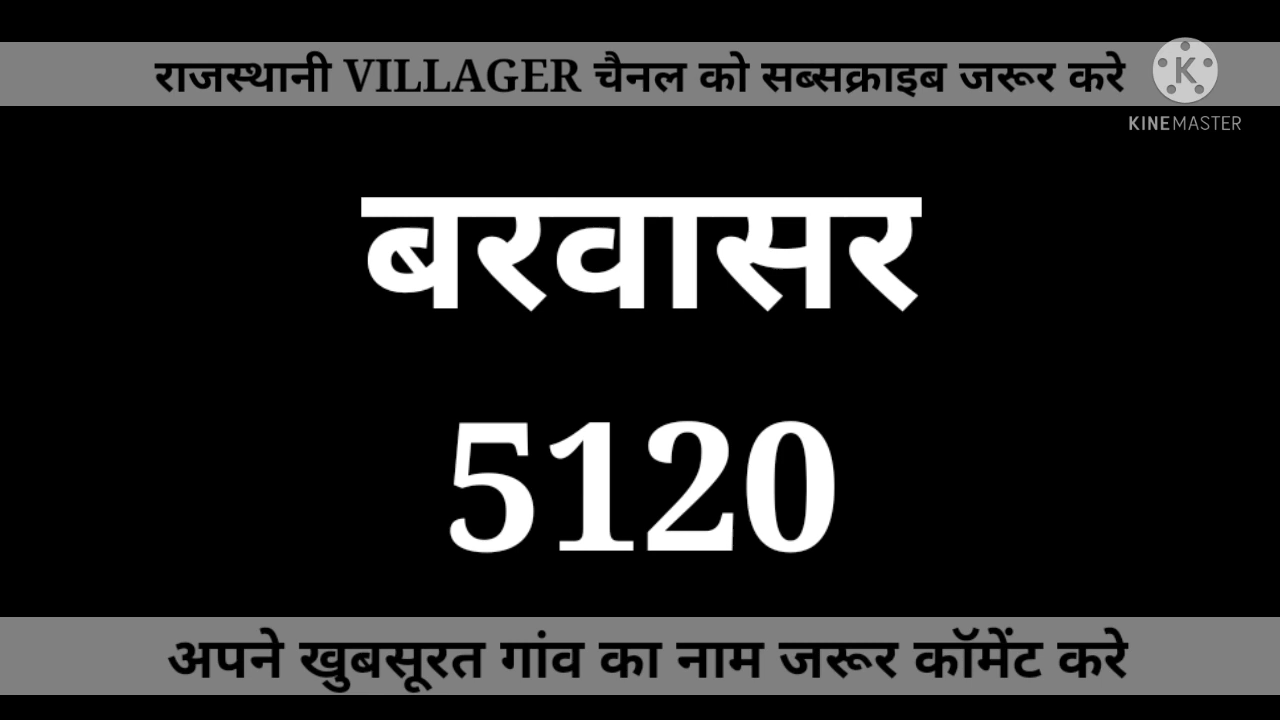 राजस्थानी VILLAGER चैनल को सब्सक्राइब जरूर करे
K
KINEMASTER
बरवासर
5120
अपने खुबसूरत गांव का नाम जरूर कॉमेंट करे